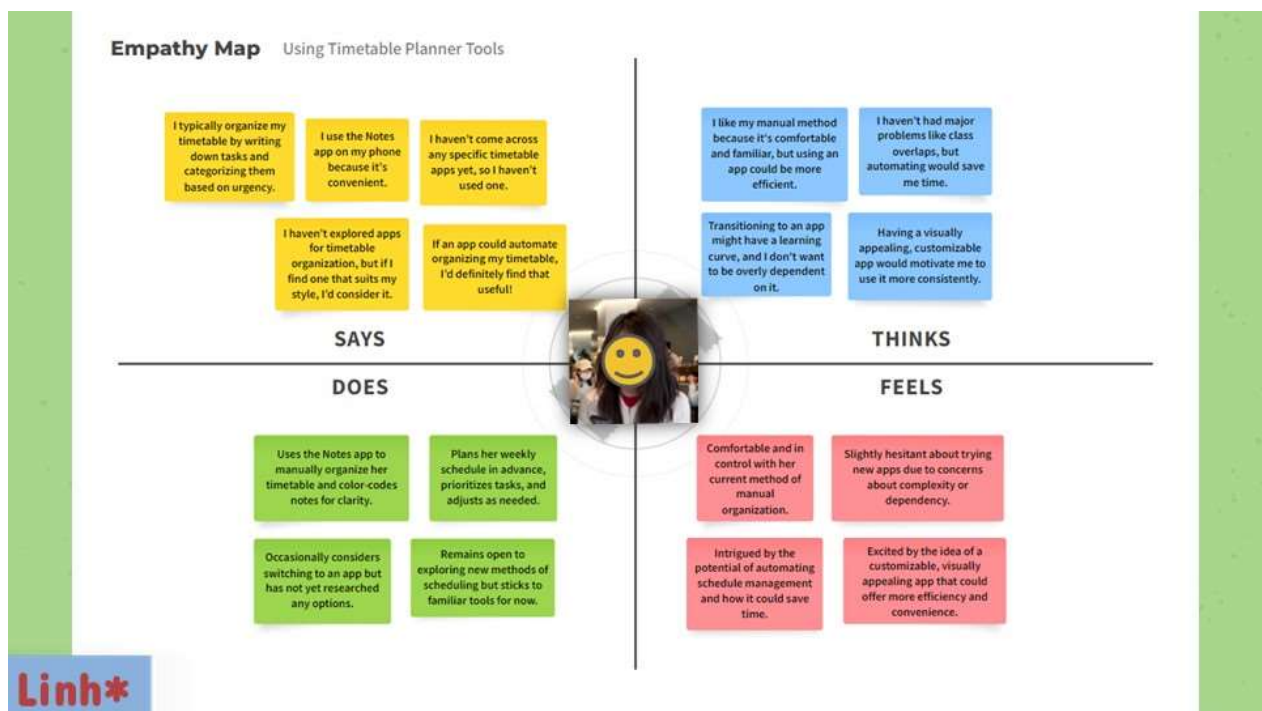 Empathy Map Using Timetable Planner Tools
I typically organize my
timetable by writing
down tasks and
categorizing them
based on urgency.
I use the Notes
app on my phone
because it's
convenient.
I haven't come across
any specific timetable
apps yet, so I haven't
used one.
I haven't explored apps
for timetable
organization, but if I
find one that suits my
style, I'd consider it.
If an app could automate
organizing my timetable,
I'd definitely find that
useful!
SAYS
I like my manual method
because it's comfortable
and familiar, but using an
app could be more
efficient.
I haven't had major
problems like class
overlaps, but
automating would save
me time.
Transitioning to an app
might have a learning
curve, and I don't want
to be overly dependent
on it.
Having a visually
appealing, customizable
app would motivate me to
use it more consistently.
THINKS
DOES
Uses the Notes app to
manually organize her
timetable and color-codes
notes for clarity.
Plans her weekly
schedule in advance,
prioritizes tasks, and
adjusts as needed.
Occasionally considers
switching to an app but
has not yet researched
any options.
Remains open to
exploring new methods of
scheduling but sticks to
familiar tools for now.
FEELS
Comfortable and in
control with her
current method of
manual
organization.
Slightly hesitant about trying
new apps due to concerns
about complexity or
dependency.
Intrigued by the
potential of automating
schedule management
and how it could save
time.
Excited by the idea of a
customizable, visually
appealing app that could
offer more efficiency and
convenience.
Linh*